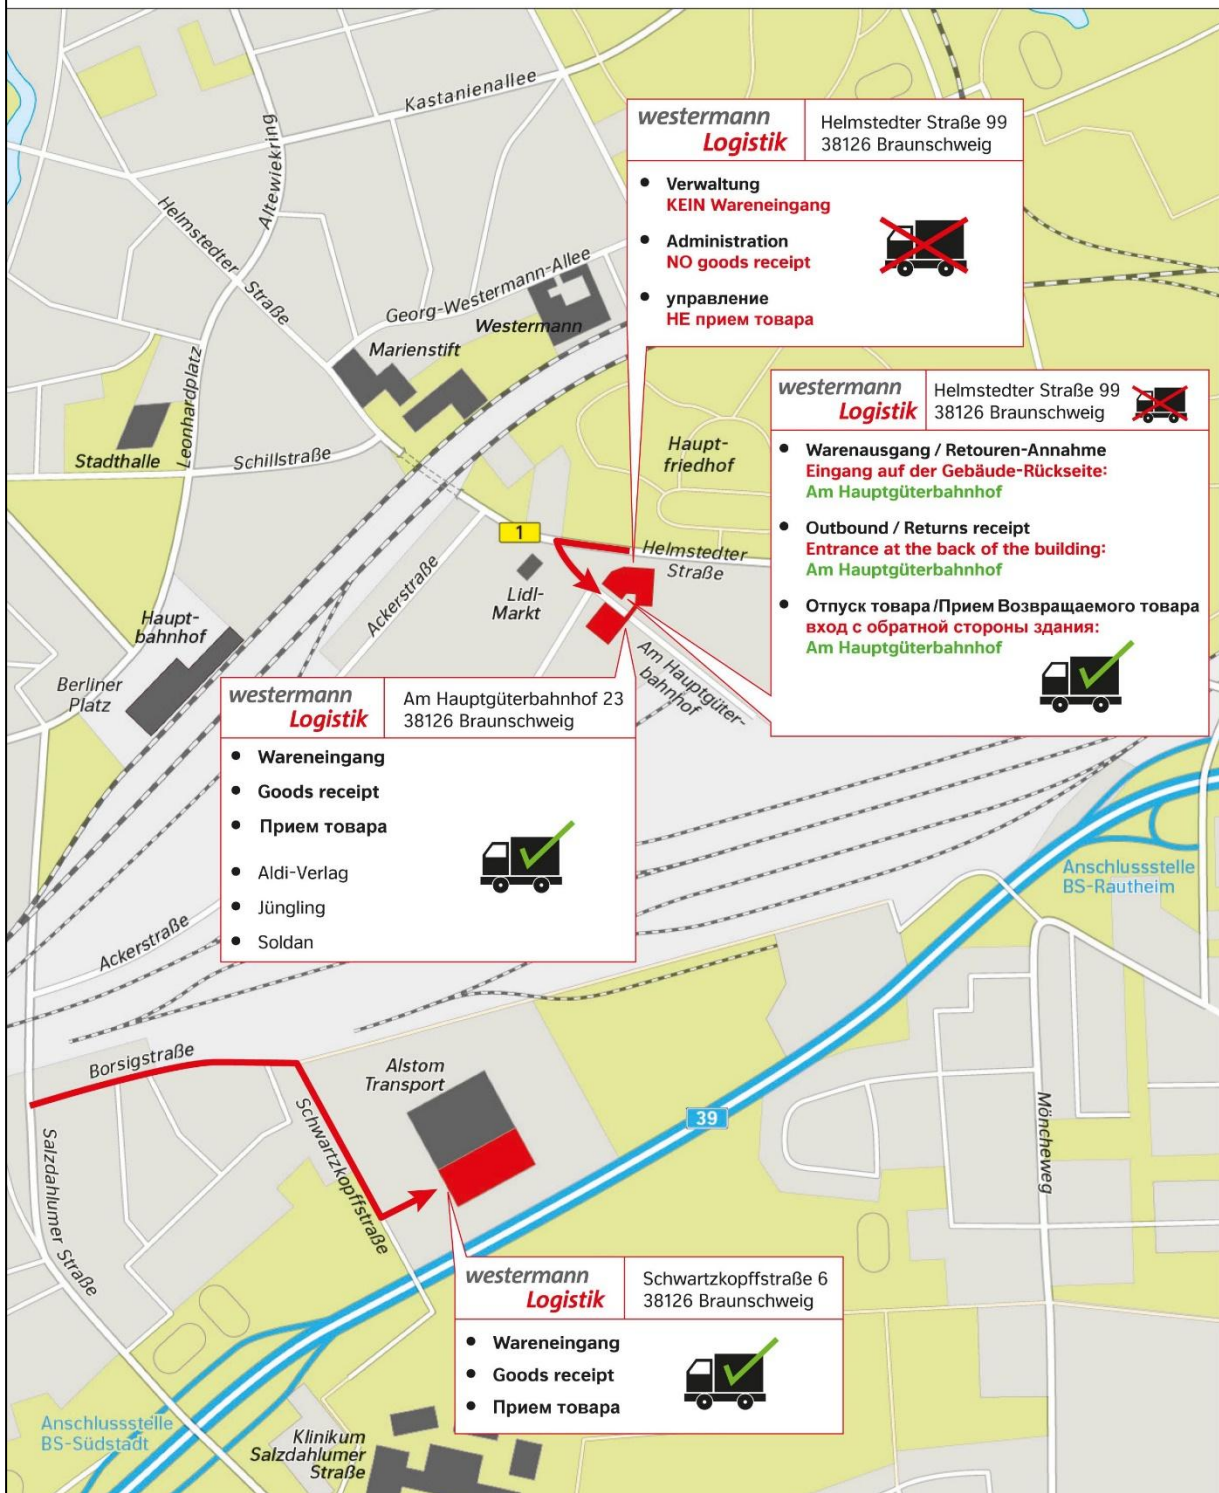 Kastanienallee
Altewiekring
Helmstedter
Straße
Georg-Westermann-Allee
Westermann
Marienstift
Leonhardplatz
Stadthalle
Schillstraße
westermann
Logistik
Helmstedter Straße 99
38126 Braunschweig
• Verwaltung
KEIN Wareneingang
• Administration
NO goods receipt
• управление
НЕ прием товара
westermann
Logistik
Helmstedter Straße 99
38126 Braunschweig
• Warenausgang / Retouren-Annahme
Eingang auf der Gebäude-Rückseite:
Am Hauptgüterbahnhof
• Outbound / Returns receipt
Entrance at the back of the building:
Am Hauptgüterbahnhof
• Отпуск товара /Прием Возвращаемого товара
вход с обратной стороны здания:
Am Hauptgüterbahnhof
Haupt-
friedhof
1
Helmstedter
Straße
Ackerstraße
Lidl-
Markt
Haupt-
bahnhof
Berliner
Platz
Am Hauptgüter-
bahnhof
westermann
Logistik
Am Hauptgüterbahnhof 23
38126 Braunschweig
• Wareneingang
• Goods receipt
• Прием товара
• Aldi-Verlag
• Jüngling
• Soldan
Anschlussstelle
BS-Rautheim
Ackerstraße
Borsigstraße
Alstom
Transport
Schwartzkopffstraße
39
Möncheweg
Salzdahlumer Straße
westermann
Logistik
Schwartzkopffstraße 6
38126 Braunschweig
• Wareneingang
• Goods receipt
• Прием товара
Anschlussstelle
BS-Südstadt
Klinikum
Salzdahlumer
Straße